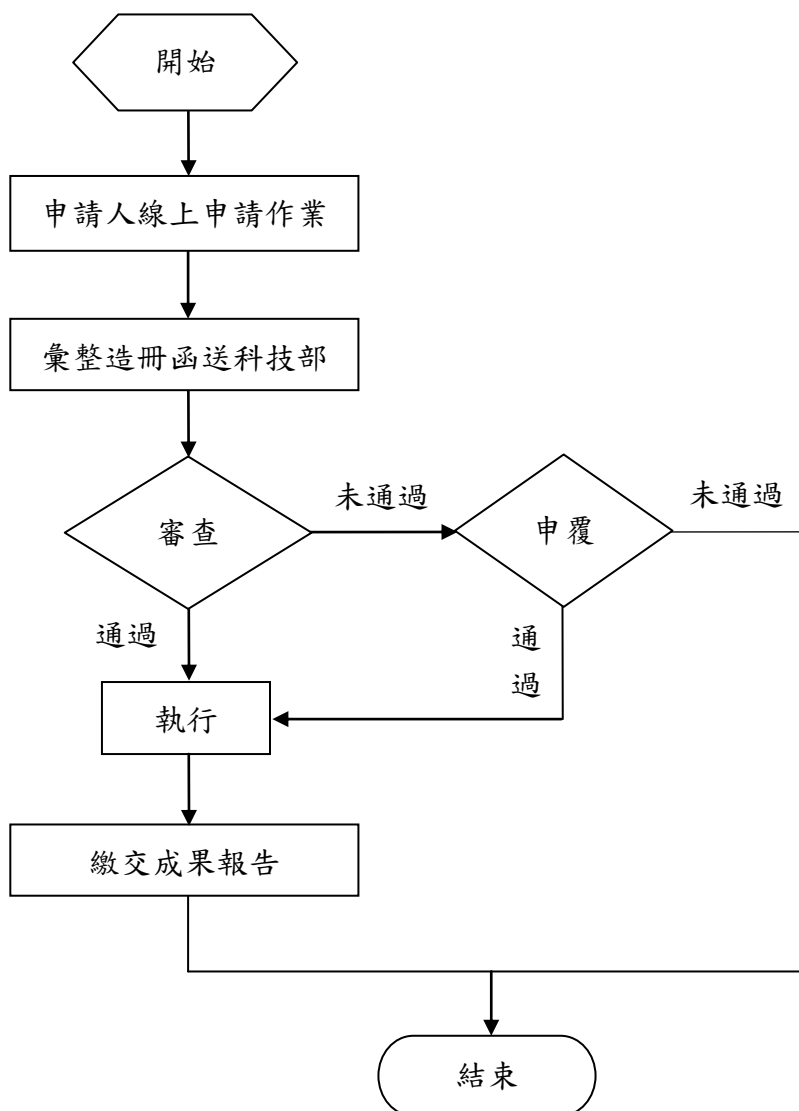 開始
申請人線上申請作業
彙整造冊函送科技部
審查
未通過
申覆
未通過
通過
通
過
執行
繳交成果報告
結束